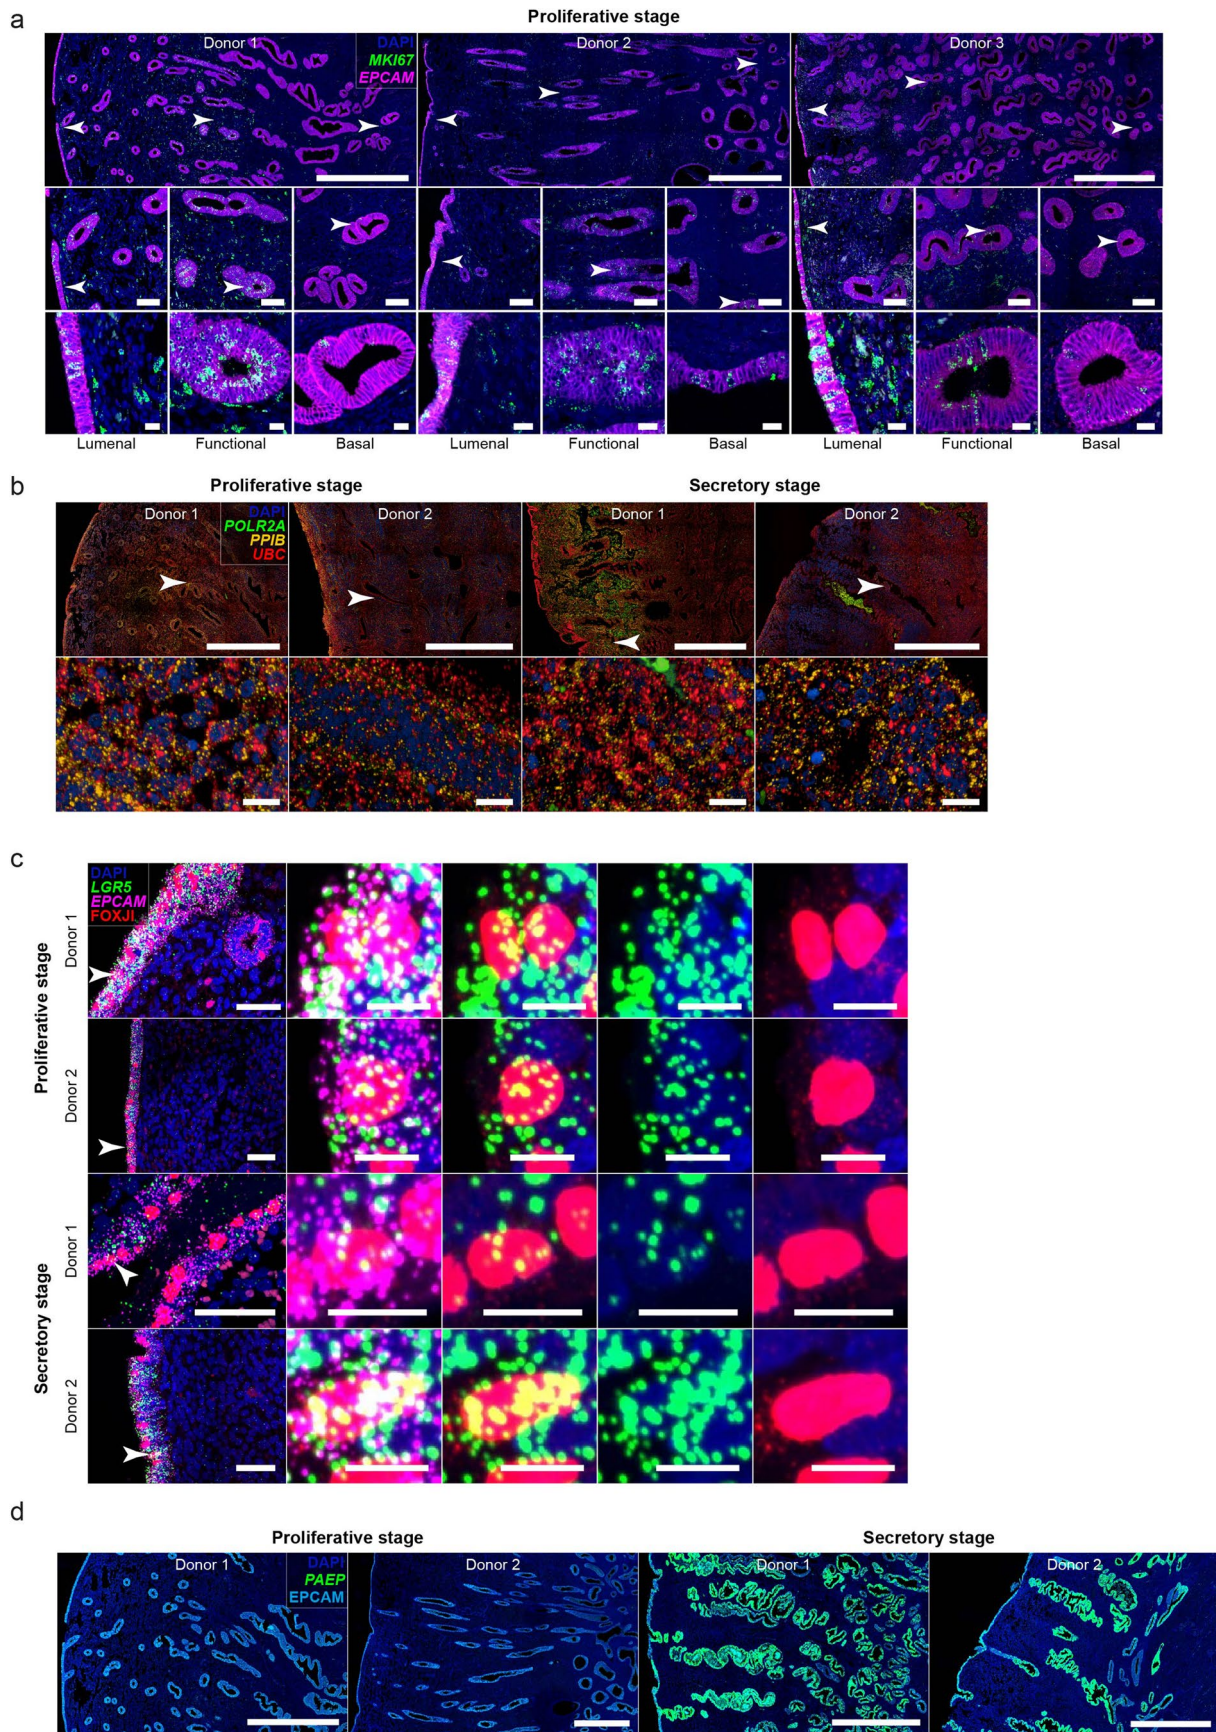 a
Proliferative stage
Donor 1
Donor 2
Donor 3
DAPI
MKI67
EPCAM
Lumenal
Functional
Basal
Lumenal
Functional
Basal
Lumenal
Functional
Basal
b
Proliferative stage
Secretory stage
Donor 1
Donor 2
Donor 1
Donor 2
DAPI
POLR2A
PPIB
UBC
c
Proliferative stage
Secretory stage
Donor 1
Donor 2
Donor 1
Donor 2
DAPI
LGR5
EPCAM
FOXJI
d
Proliferative stage
Secretory stage
Donor 1
Donor 2
Donor 1
Donor 2
DAPI
PAEP
EPCAM